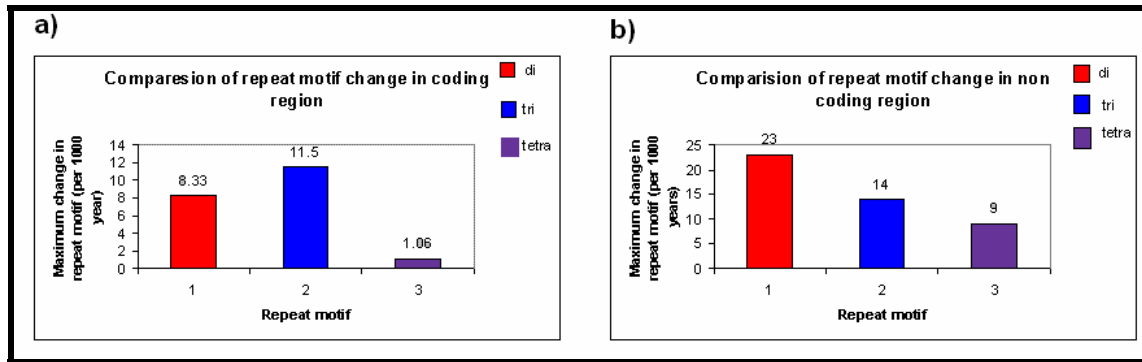 a)
Comparesion of repeat motif change in coding
region
di
tri
tetra
Maximum change in
repeat motif (per 1000
year)
14
12
10
8
6
4
2
0
8.33
11.5
1.06
1
2
3
Repeat motif
b)
Comparision of repeat motif change in non
coding region
di
tri
tetra
Maximum change in
repeat motif (per 1000
years)
25
20
15
10
5
0
23
14
9
1
2
3
Repeat motif